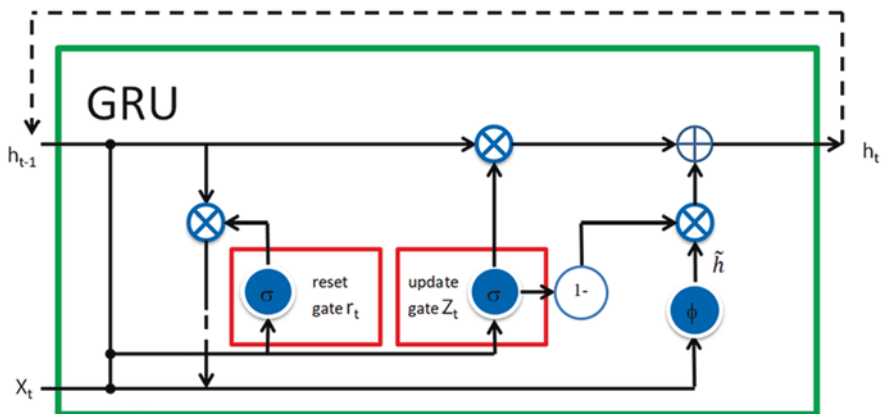 GRU
h_{t-1}
h_t
h̃
σ
reset
gate r_t
update
gate Z_t
σ
1-
ϕ
X_t